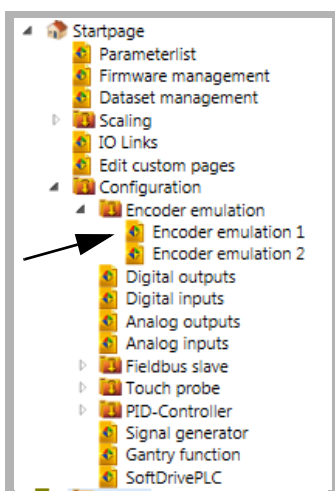 Startpage
Parameterlist
Firmware management
Dataset management
Scaling
IO Links
Edit custom pages
Configuration
Encoder emulation
Encoder emulation 1
Encoder emulation 2
Digital outputs
Digital inputs
Analog outputs
Analog inputs
Fieldbus slave
Touch probe
PID-Controller
Signal generator
Gantry function
SoftDrivePLC